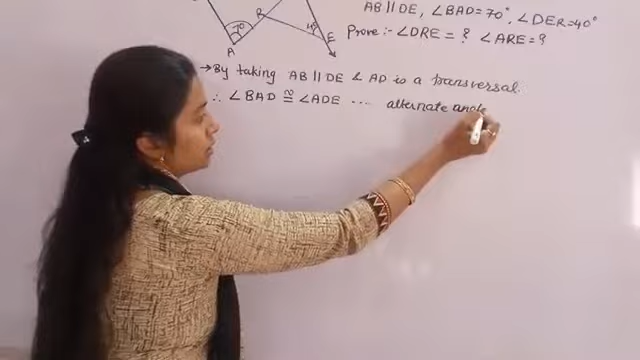 AB || DE, ∠BAD = 70°, ∠DER = 40°
Prove :- ∠DRE = ? ∠ARE = ?
70°
R
A
E
→ By taking AB || DE ∠ AD is a transversal.
∴ ∠BAD ≅ ∠ADE .... alternate angle